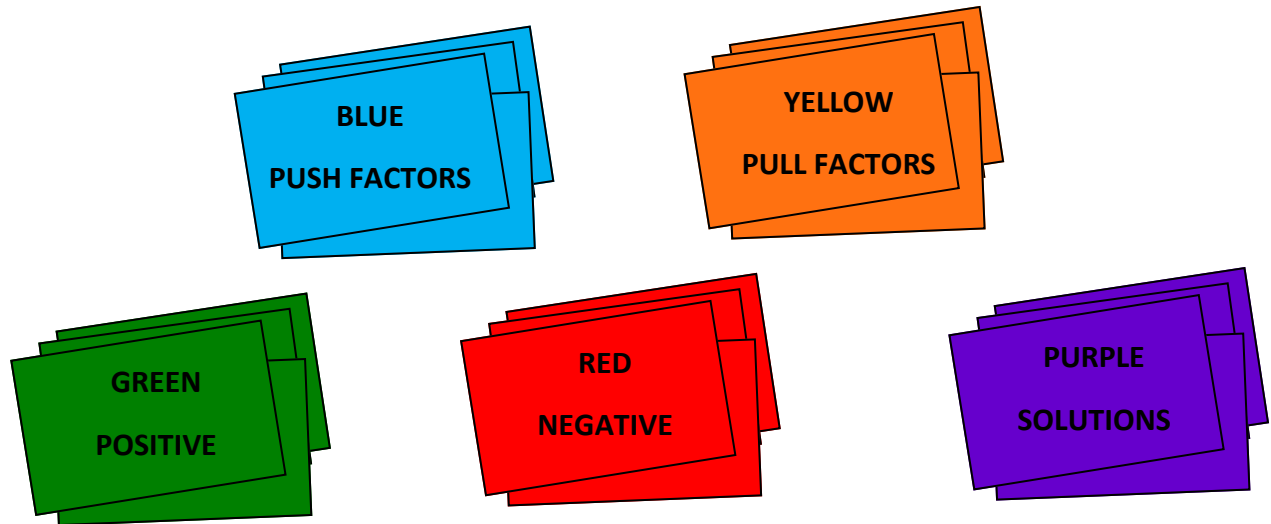 BLUE
PUSH FACTORS
YELLOW
PULL FACTORS
GREEN
POSITIVE
RED
NEGATIVE
PURPLE
SOLUTIONS